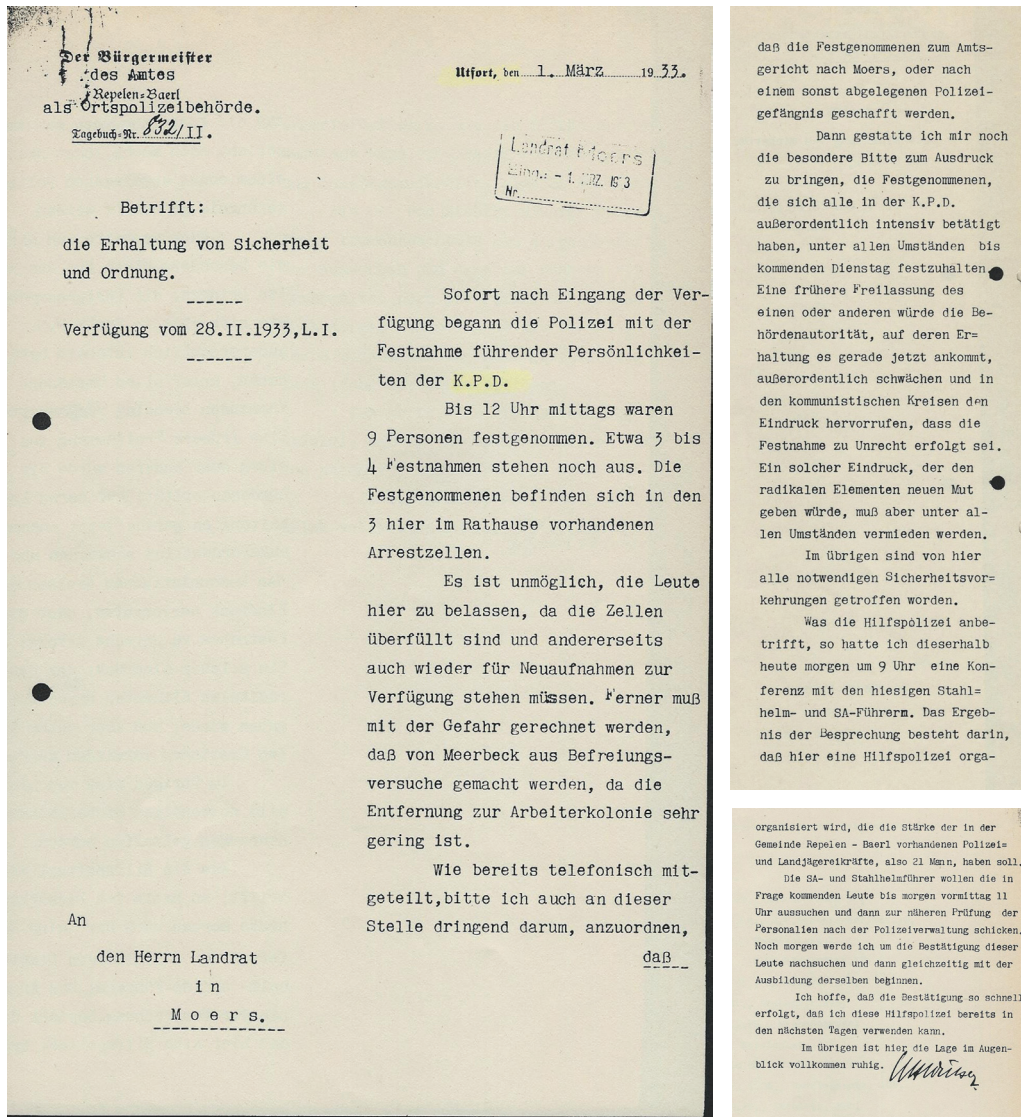 Der Bürgermeister
des Amtes
Repelen-Baerl
als Ortspolizeibehörde.
Tagebuch-Nr. 832/II.
Utfort, den 1. März 1933.
Landrat Moers
Eing.: - 1. MRZ. 1933
Nr.
Betrifft:
die Erhaltung von Sicherheit
und Ordnung.
Verfügung vom 28.II.1933,L.I.
Sofort nach Eingang der Ver-
fügung begann die Polizei mit der
Festnahme führender Persönlichkei-
ten der K.P.D.
Bis 12 Uhr mittags waren
9 Personen festgenommen. Etwa 3 bis
4 Festnahmen stehen noch aus. Die
Festgenommenen befinden sich in den
3 hier im Rathause vorhandenen
Arrestzellen.
Es ist unmöglich, die Leute
hier zu belassen, da die Zellen
überfüllt sind und andererseits
auch wieder für Neuaufnahmen zur
Verfügung stehen müssen. Ferner muß
mit der Gefahr gerechnet werden,
daß von Meerbeck aus Befreiungs-
versuche gemacht werden, da die
Entfernung zur Arbeiterkolonie sehr
gering ist.
Wie bereits telefonisch mit-
geteilt,bitte ich auch an dieser
Stelle dringend darum, anzuordnen,
daß
An
den Herrn Landrat
in
Moers.
daß die Festgenommenen zum Amts-
gericht nach Moers, oder nach
einem sonst abgelegenen Polizei-
gefängnis geschafft werden.
Dann gestatte ich mir noch
die besondere Bitte zum Ausdruck
zu bringen, die Festgenommenen,
die sich alle in der K.P.D.
außerordentlich intensiv betätigt
haben, unter allen Umständen bis
kommenden Dienstag festzuhalten.
Eine frühere Freilassung des
einen oder anderen würde die Be-
hördenautorität, auf deren Er=
haltung es gerade jetzt ankommt,
außerordentlich schwächen und in
den kommunistischen Kreisen den
Eindruck hervorrufen, dass die
Festnahme zu Unrecht erfolgt sei.
Ein solcher Eindruck, der den
radikalen Elementen neuen Mut
geben würde, muß aber unter al-
len Umständen vermieden werden.
Im übrigen sind von hier
alle notwendigen Sicherheitsvor=
kehrungen getroffen worden.
Was die Hilfspolizei anbe-
trifft, so hatte ich dieserhalb
heute morgen um 9 Uhr eine Kon-
ferenz mit den hiesigen Stahl=
helm- und SA-Führern. Das Ergeb-
nis der Besprechung besteht darin,
daß hier eine Hilfspolizei orga-
organisiert wird, die die Stärke der in der
Gemeinde Repelen - Baerl vorhandenen Polizei=
und Landjägereikräfte, also 21 Mann, haben soll.
Die SA- und Stahlhelmführer wollen die in
Frage kommenden Leute bis morgen vormittag 11
Uhr aussuchen und dann zur näheren Prüfung der
Personalien nach der Polizeiverwaltung schicken.
Noch morgen werde ich um die Bestätigung dieser
Leute nachsuchen und dann gleichzeitig mit der
Ausbildung derselben beginnen.
Ich hoffe, daß die Bestätigung so schnell
erfolgt, daß ich diese Hilfspolizei bereits in
den nächsten Tagen verwenden kann.
Im übrigen ist hier die Lage im Augen-
blick vollkommen ruhig.